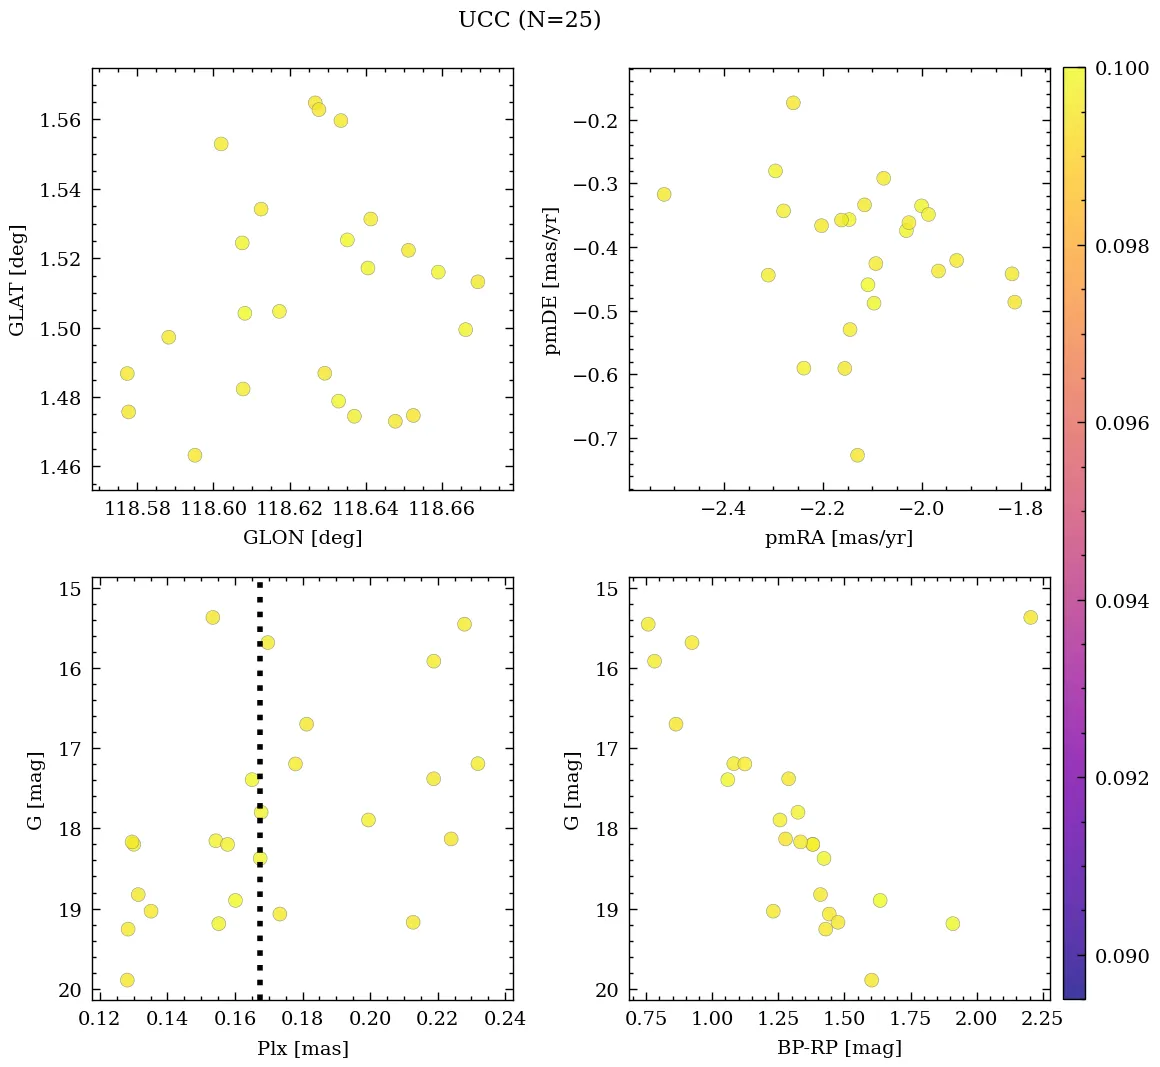 UCC (N=25)
1.56
1.54
1.52
1.50
1.48
1.46
GLAT [deg]
118.58 118.60 118.62 118.64 118.66
GLON [deg]
−0.2
−0.3
−0.4
−0.5
−0.6
−0.7
pmDE [mas/yr]
−2.4 −2.2 −2.0 −1.8
pmRA [mas/yr]
15
16
17
18
19
20
G [mag]
0.12 0.14 0.16 0.18 0.20 0.22 0.24
Plx [mas]
15
16
17
18
19
20
G [mag]
0.75 1.00 1.25 1.50 1.75 2.00 2.25
BP-RP [mag]
0.100
0.098
0.096
0.094
0.092
0.090